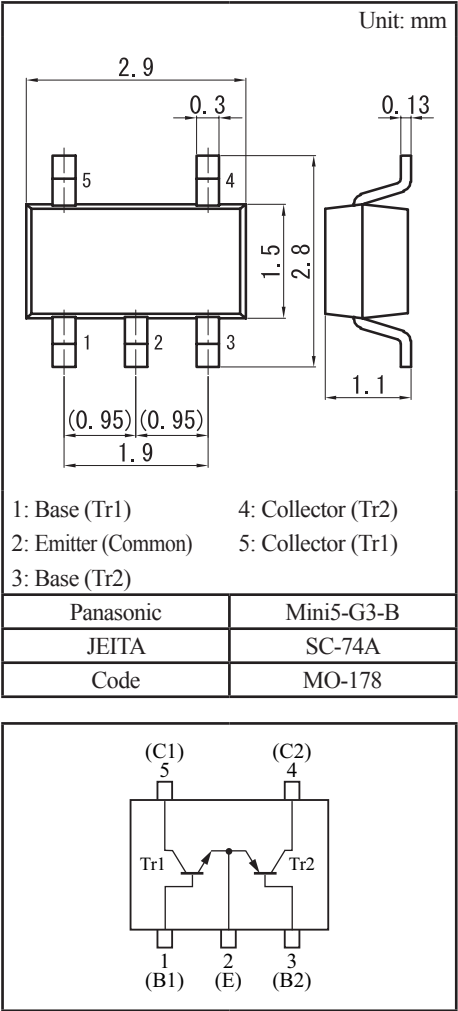 Unit: mm
2.9
0.3
0.13
5
4
1.5
2.8
1
2
3
(0.95) (0.95)
1.9
1.1
1: Base (Tr1) 4: Collector (Tr2)
2: Emitter (Common) 5: Collector (Tr1)
3: Base (Tr2)
Panasonic Mini5-G3-B
JEITA SC-74A
Code MO-178
(C1) (C2)
5 4
Tr1 Tr2
1 2 3
(B1) (E) (B2)